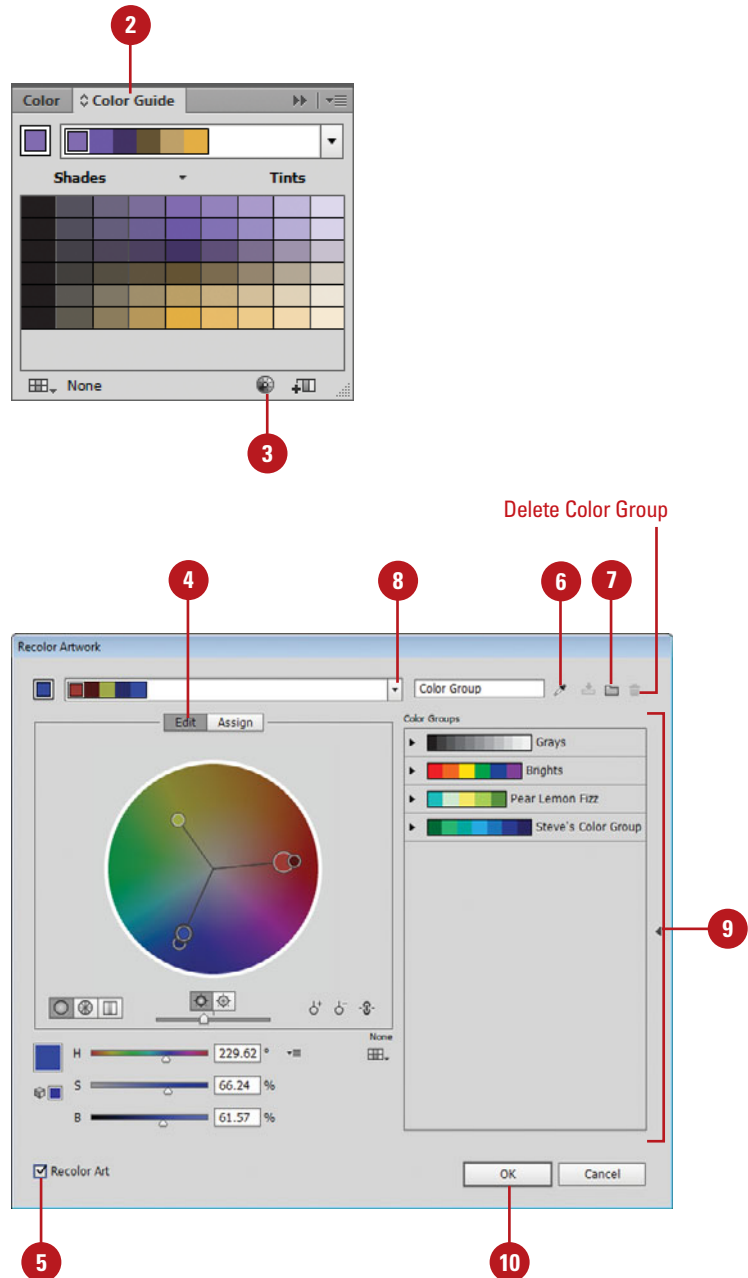 2
Color Color Guide
Shades Tints
None
3
Delete Color Group
4 8 6 7
Recolor Artwork
Color Group
Edit Assign
Color Groups
Grays
Brights
Pear Lemon Fizz
Steve's Color Group
9
None
H 229.62 °
S 66.24 %
B 61.57 %
Recolor Art
OK Cancel
5 10